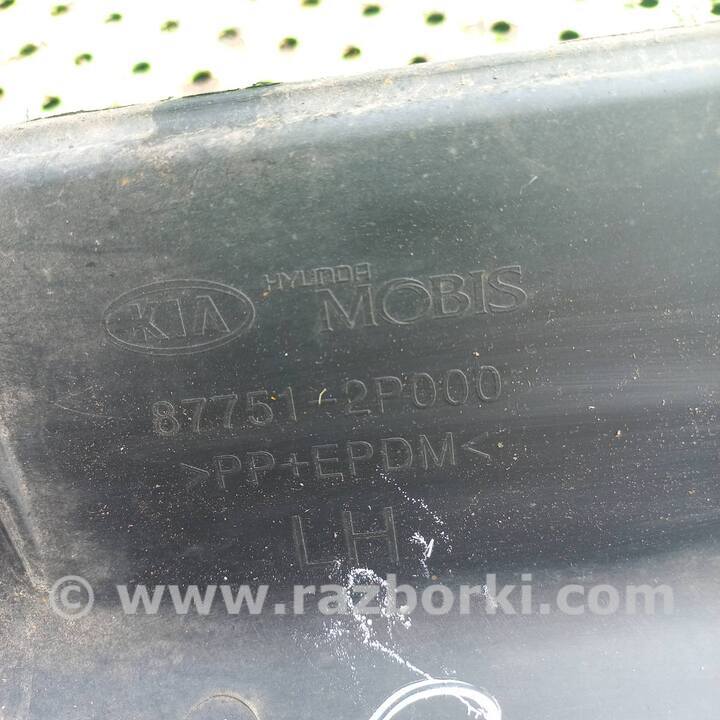 HYUNDAI
KIA MOBIS
87751-2P000
>PP+EPDM<
LH
© www.razborki.com